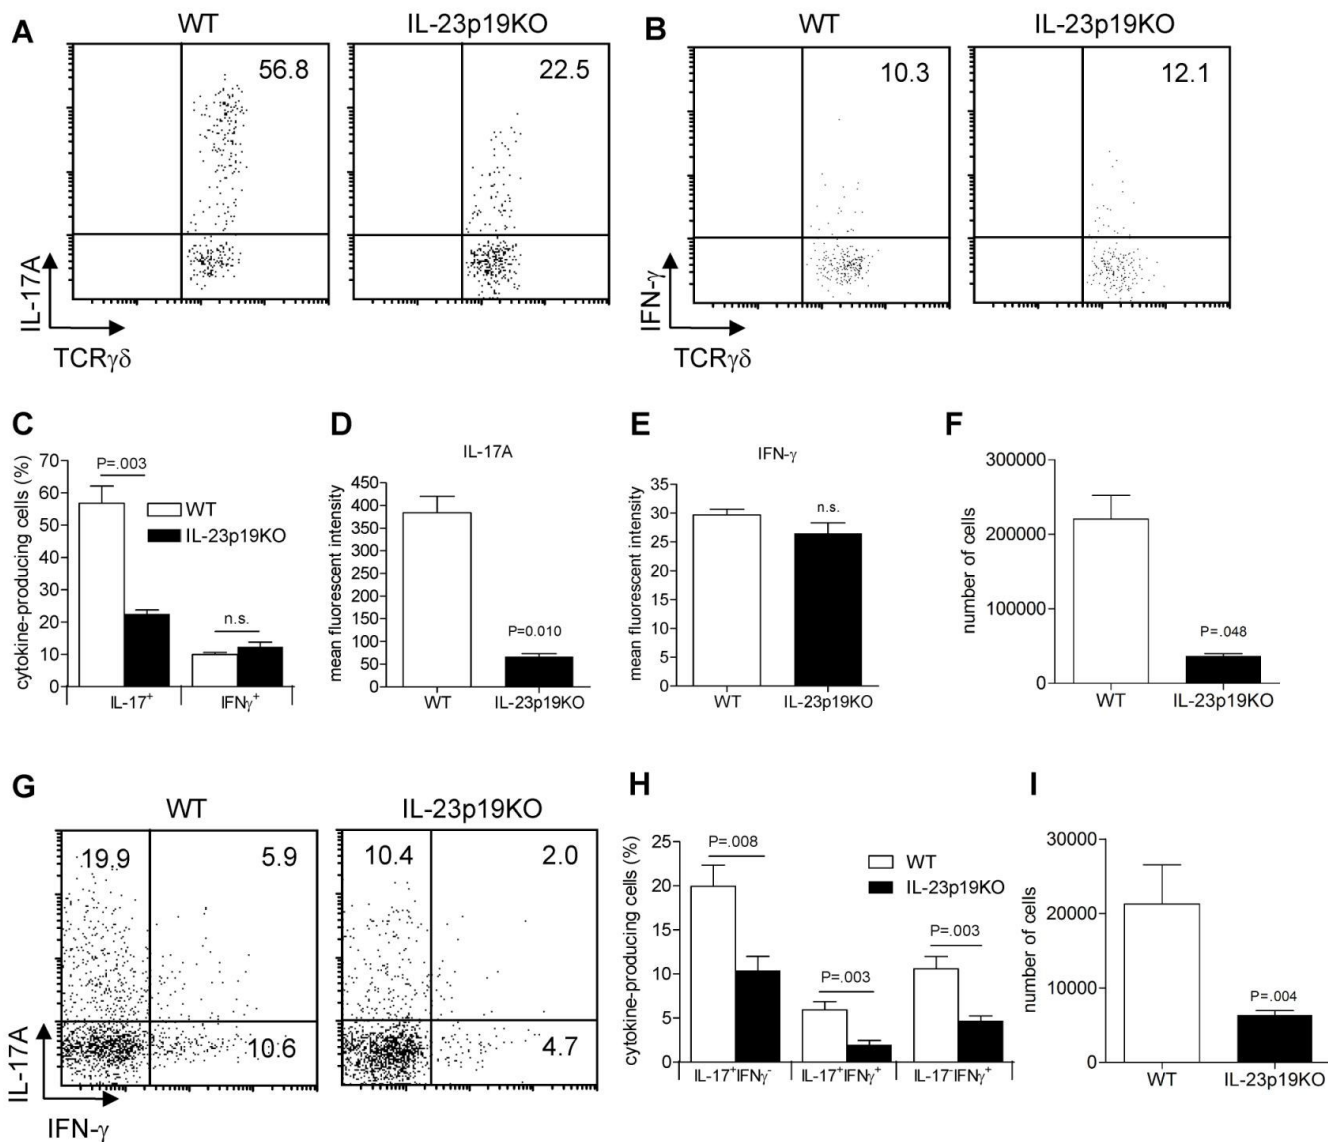 A
WT
IL-23p19KO
56.8
22.5
IL-17A
TCRγδ
B
WT
IL-23p19KO
10.3
12.1
IFN-γ
TCRγδ
C
cytokine-producing cells (%)
70
60
50
40
30
20
10
0
P=.003
WT
IL-23p19KO
n.s.
IL-17⁺
IFNγ⁺
D
IL-17A
mean fluorescent intensity
450
400
350
300
250
200
150
100
50
0
P=0.010
WT
IL-23p19KO
E
IFN-γ
mean fluorescent intensity
35
30
25
20
15
10
5
0
n.s.
WT
IL-23p19KO
F
number of cells
300000
200000
100000
0
P=.048
WT
IL-23p19KO
G
WT
IL-23p19KO
19.9
5.9
10.4
2.0
10.6
4.7
IL-17A
IFN-γ
H
cytokine-producing cells (%)
25
20
15
10
5
0
P=.008
WT
IL-23p19KO
P=.003
P=.003
IL-17⁺IFNγ⁻
IL-17⁺IFNγ⁺
IL-17⁻IFNγ⁺
I
number of cells
30000
20000
10000
0
P=.004
WT
IL-23p19KO